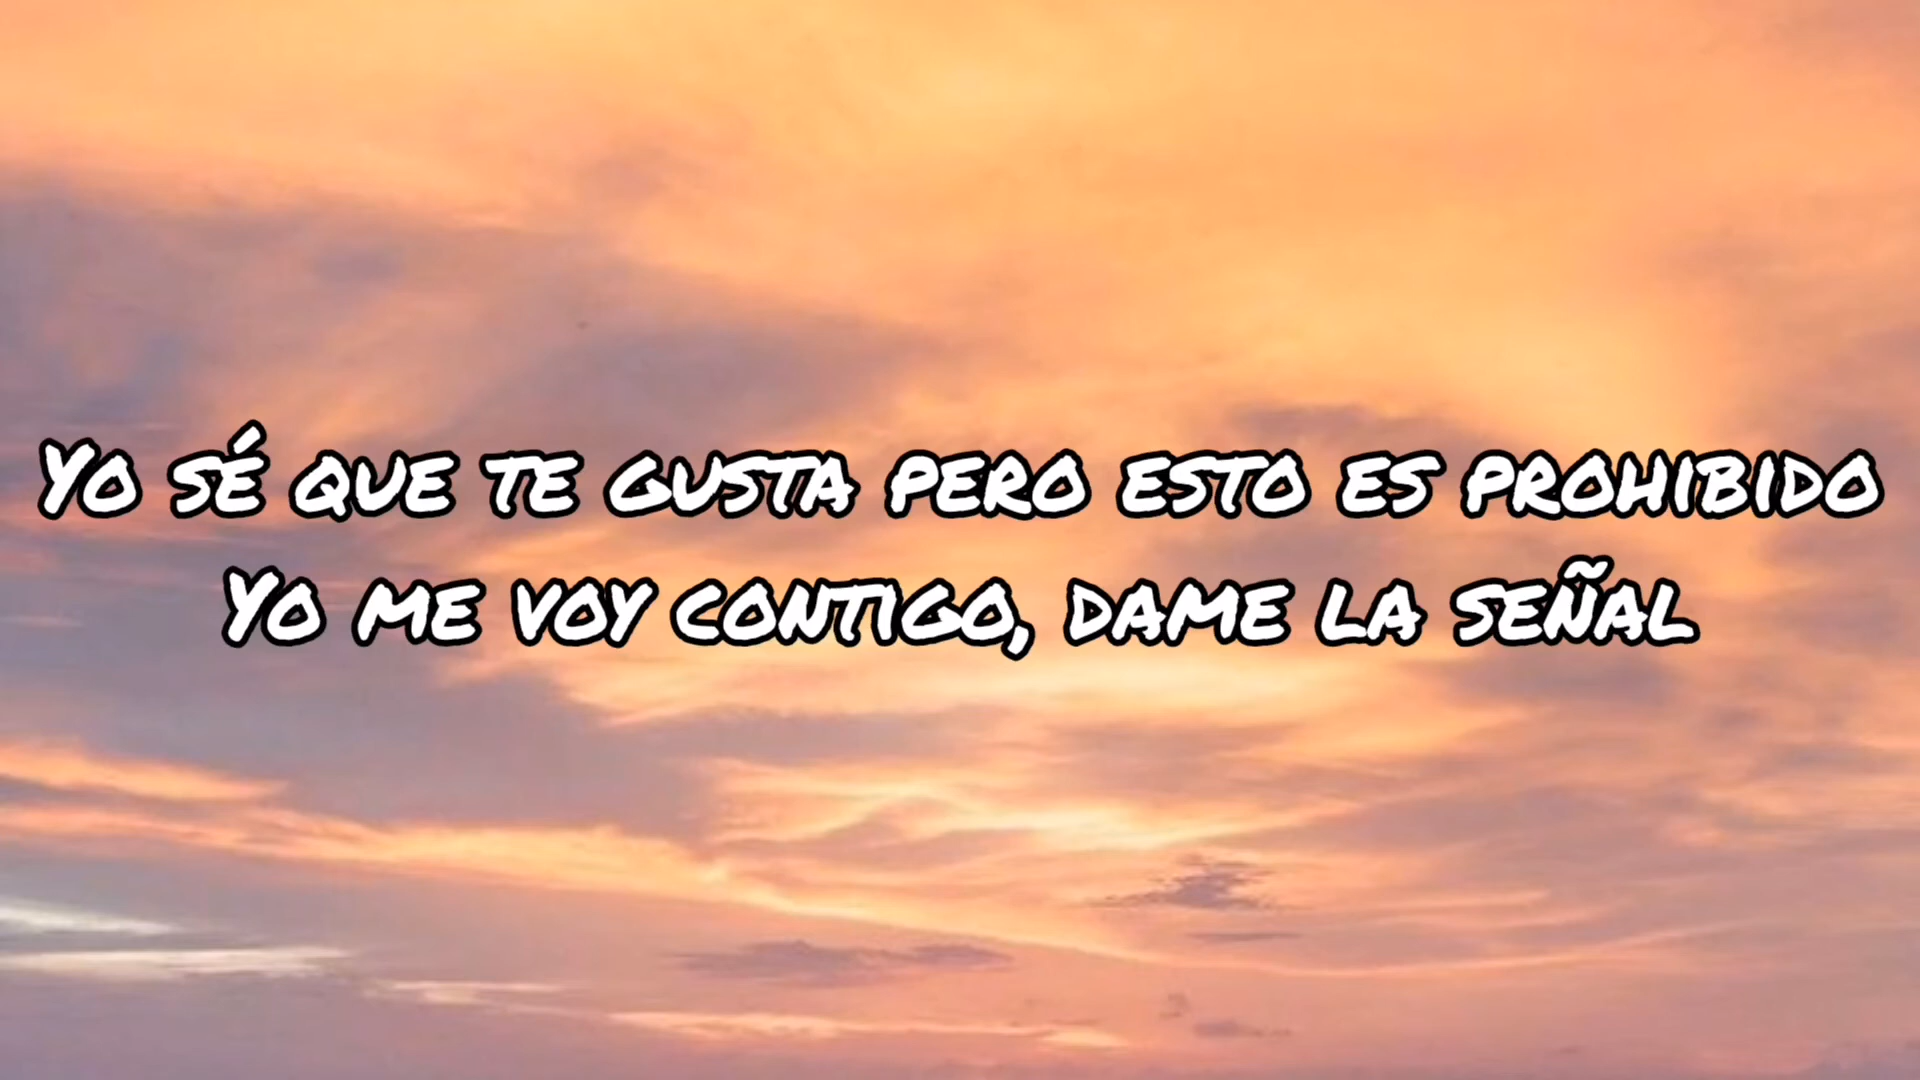 Yo sé que te gusta pero esto es prohibido
Yo me voy contigo, dame la señal